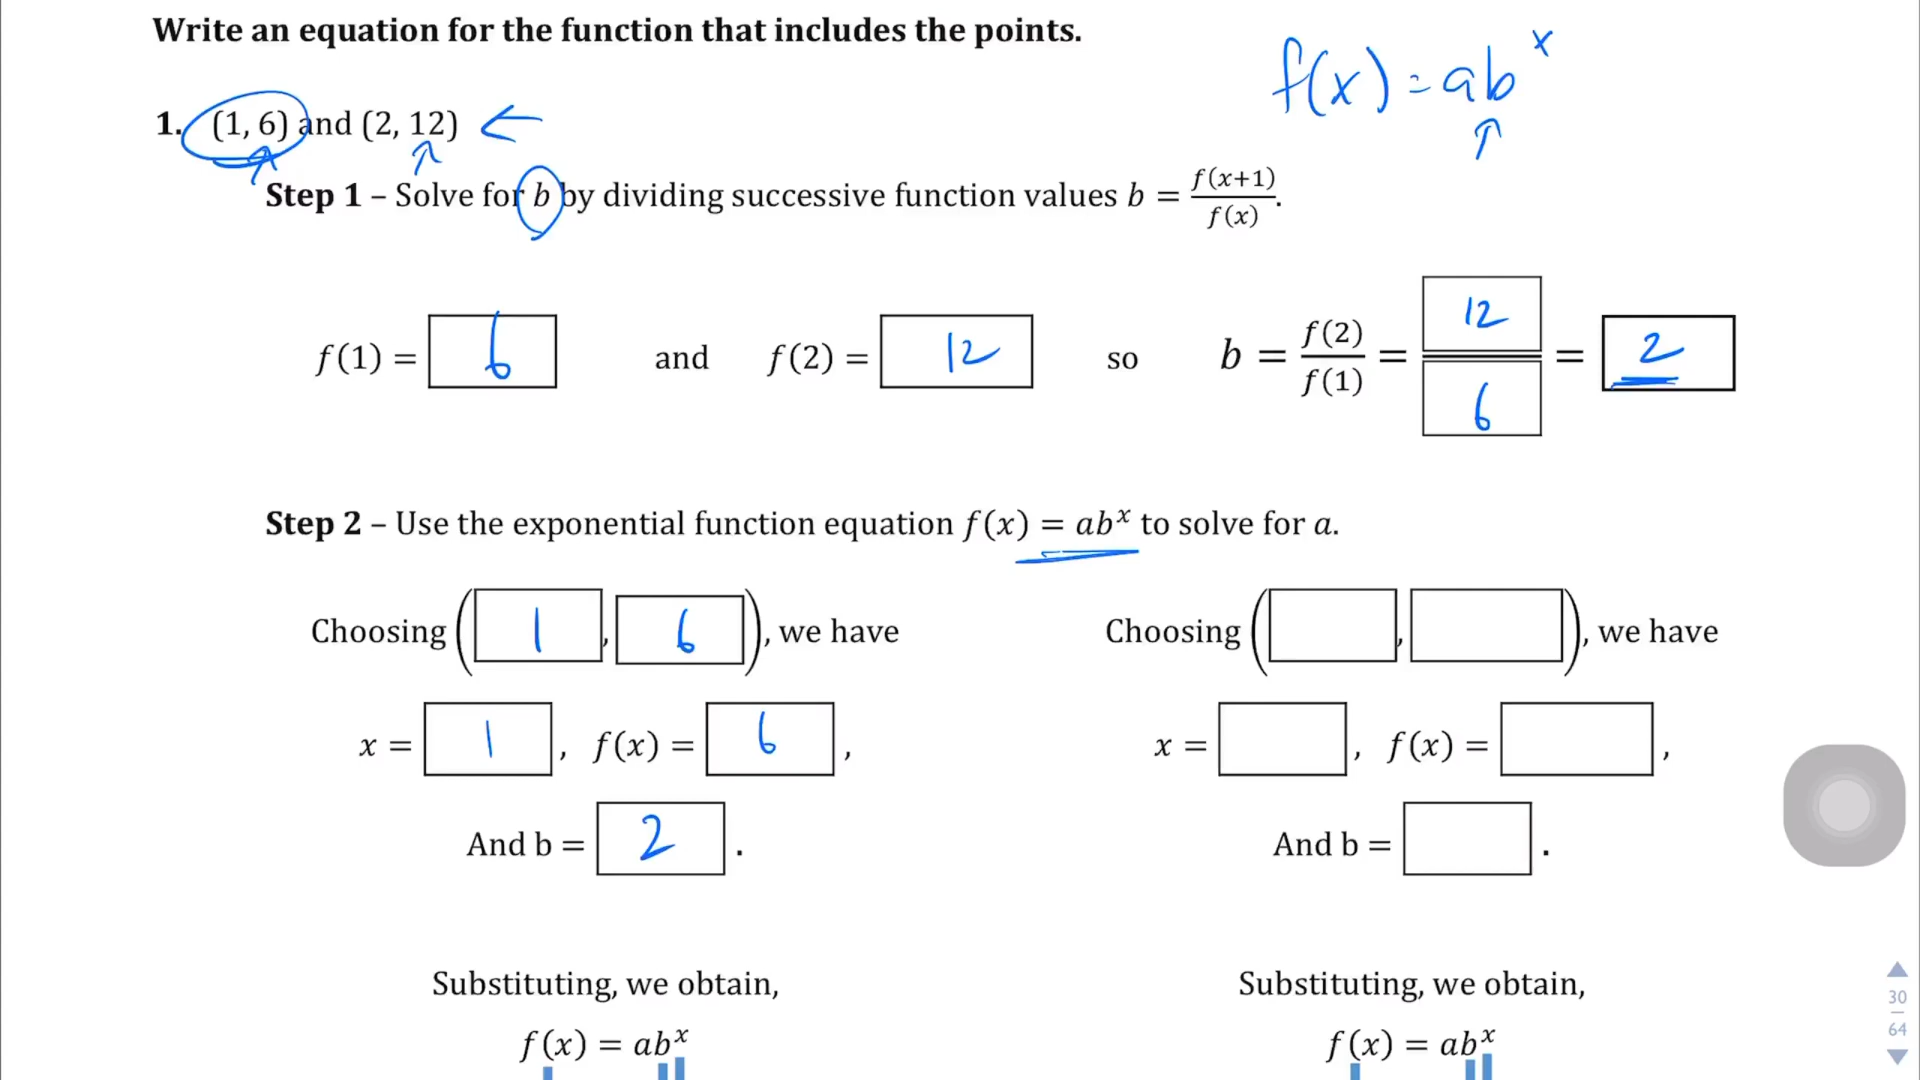 Write an equation for the function that includes the points.
f(x) = ab^x
1. (1, 6) and (2, 12) ←
Step 1 – Solve for b by dividing successive function values b = f(x+1)/f(x).
f(1) = 6 and f(2) = 12 so b = f(2)/f(1) = 12/6 = 2
Step 2 – Use the exponential function equation f(x) = ab^x to solve for a.
Choosing (1, 6), we have
x = 1, f(x) = 6,
And b = 2.
Substituting, we obtain,
f(x) = ab^x
Choosing ( , ), we have
x = , f(x) = ,
And b = .
Substituting, we obtain,
f(x) = ab^x
30
64